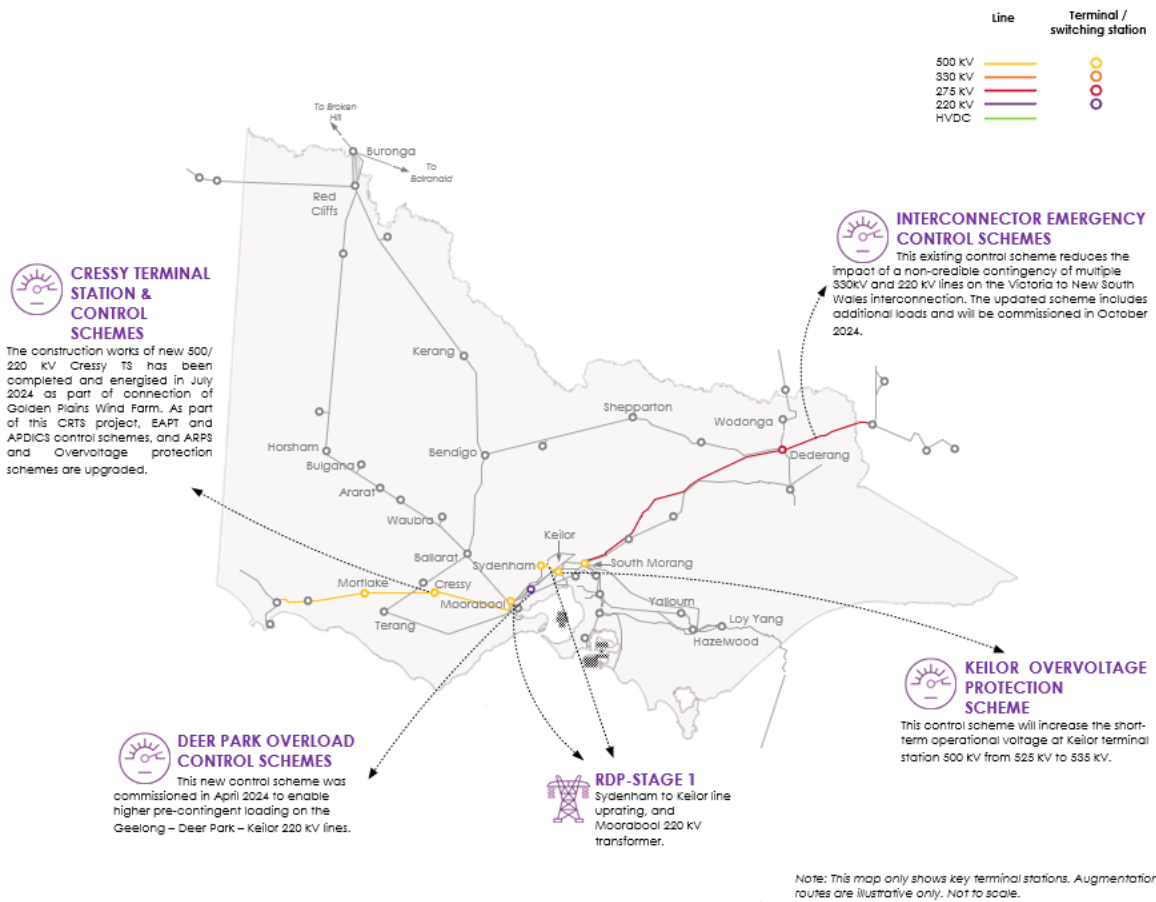 Line
Terminal /
switching station
500 kV
330 kV
275 kV
220 kV
HVDC
To Broken
Hill
Buronga
To
Balranald
Red
Cliffs
INTERCONNECTOR EMERGENCY
CONTROL SCHEMES
This existing control scheme reduces the
impact of a non-credible contingency of multiple
330kV and 220 kV lines on the Victoria to New South
Wales interconnection. The updated scheme includes
additional loads and will be commissioned in October
2024.
CRESSY TERMINAL
STATION &
CONTROL
SCHEMES
The construction works of new 500/
220 kV Cressy TS has been
completed and energised in July
2024 as part of connection of
Golden Plains Wind Farm. As part
of this CRTS project, EAPT and
APDICS control schemes, and ARPS
and Overvoltage protection
schemes are upgraded.
Kerang
Shepparton
Wodonga
Horsham
Bendigo
Dederang
Bulgana
Ararat
Waubra
Keilor
Ballarat
Sydenham
South Morang
Mortlake
Cressy
Moorabool
Yallourn
Terang
Loy Yang
Hazelwood
KEILOR OVERVOLTAGE
PROTECTION
SCHEME
This control scheme will increase the short-
term operational voltage at Keilor terminal
station 500 kV from 525 kV to 535 kV.
DEER PARK OVERLOAD
CONTROL SCHEMES
This new control scheme was
commissioned in April 2024 to enable
higher pre-contingent loading on the
Geelong – Deer Park – Keilor 220 kV lines.
RDP-STAGE 1
Sydenham to Keilor line
uprating, and
Moorabool 220 kV
transformer.
Note: This map only shows key terminal stations. Augmentation
routes are illustrative only. Not to scale.